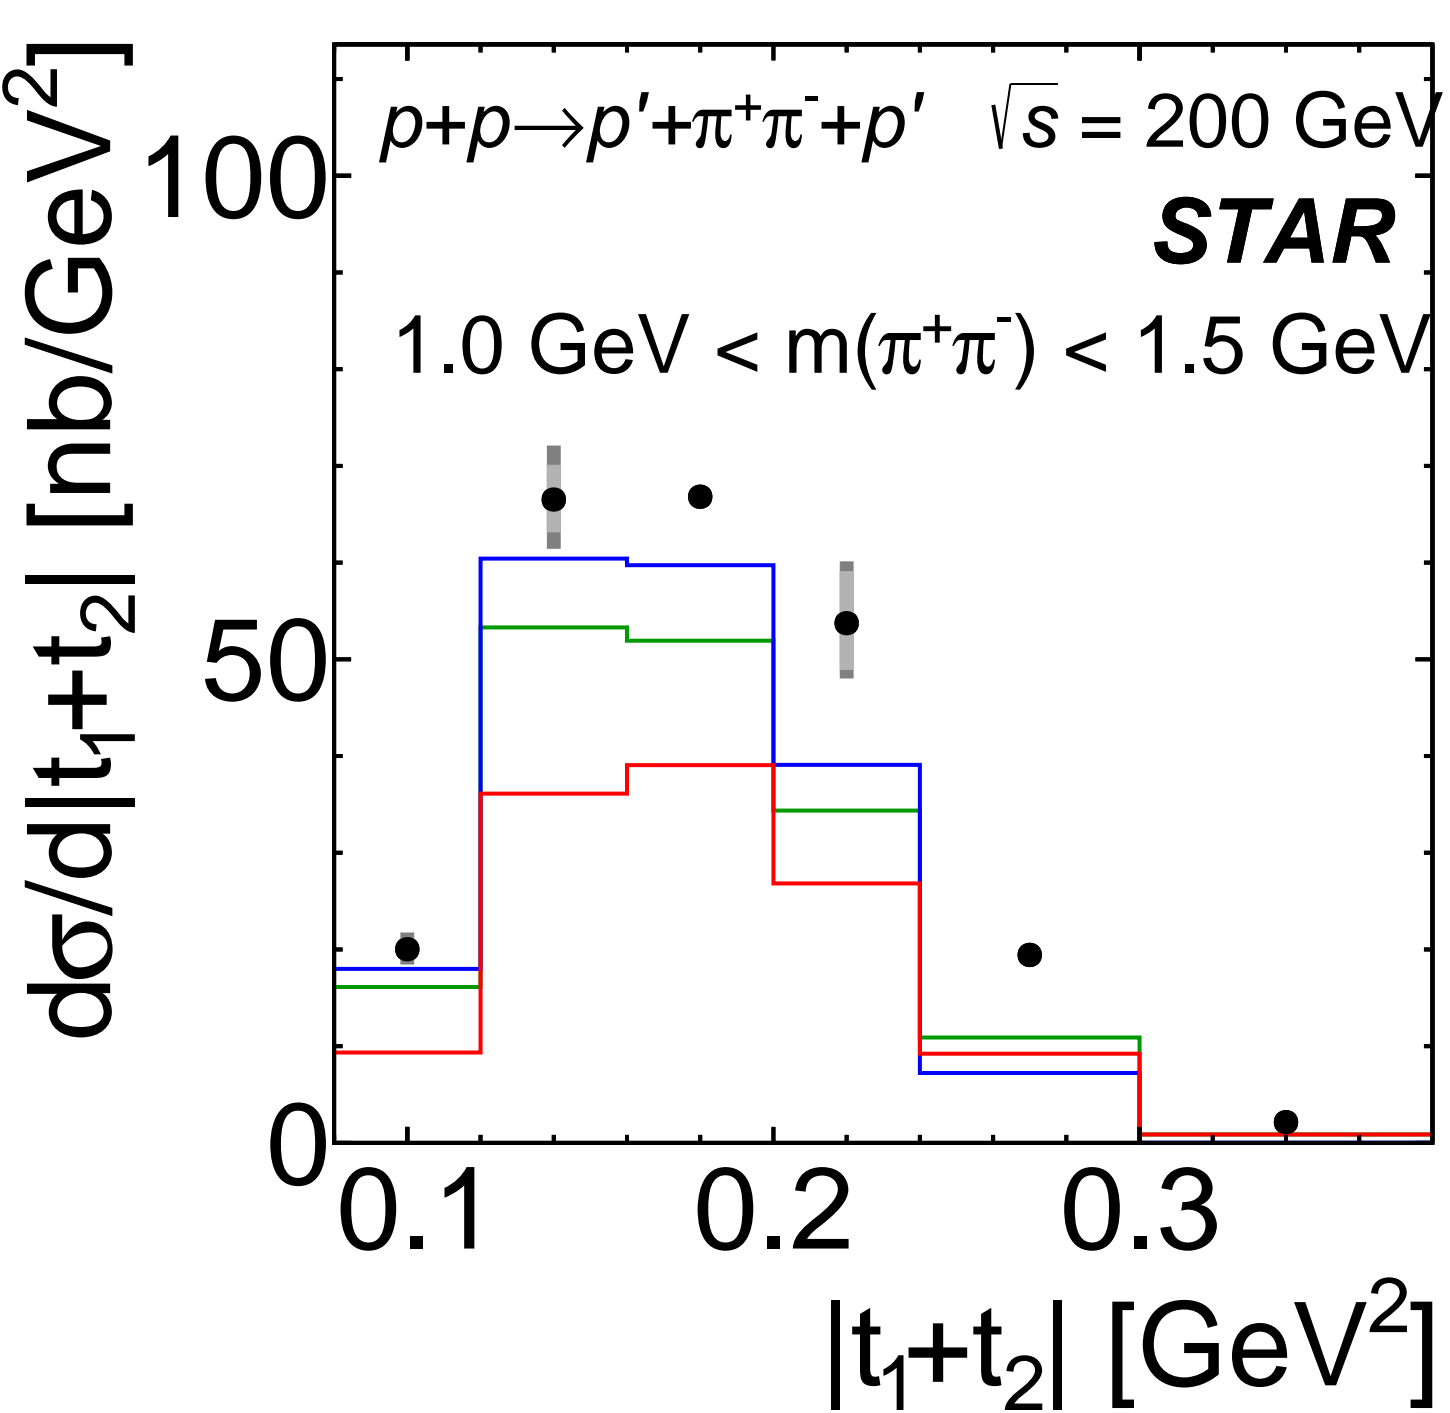 p+p→p′+π⁺π⁻+p′ √s = 200 GeV
STAR
1.0 GeV < m(π⁺π⁻) < 1.5 GeV
dσ/d|t₁+t₂| [nb/GeV²]
100
50
0
0.1 0.2 0.3
|t₁+t₂| [GeV²]